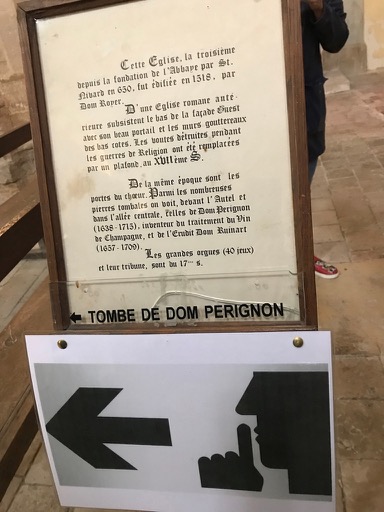 Cette Eglise, la troisième
depuis la fondation de l'Abbaye par St.
Nivard en 650, fut édifiée en 1518, par
Dom Royer.
D'une Eglise romane anté-
rieure subsistent le bas de la façade Ouest
avec son beau portail et les murs gouttereaux
des bas cotés. Les voutes détruites pendant
les guerres de Religion ont été remplacées
par un plafond, au XVIIème S.
De la même époque sont les
portes du chœur. Parmi les nombreuses
pierres tombales on voit, devant l'Autel et
dans l'allée centrale, celles de Dom Perignon
(1638-1715), inventeur du traitement du Vin
de Champagne, et de l'Erudit Dom Ruinart
(1657-1709).
Les grandes orgues (40 jeux)
et leur tribune, sont du 17me s.
TOMBE DE DOM PERIGNON